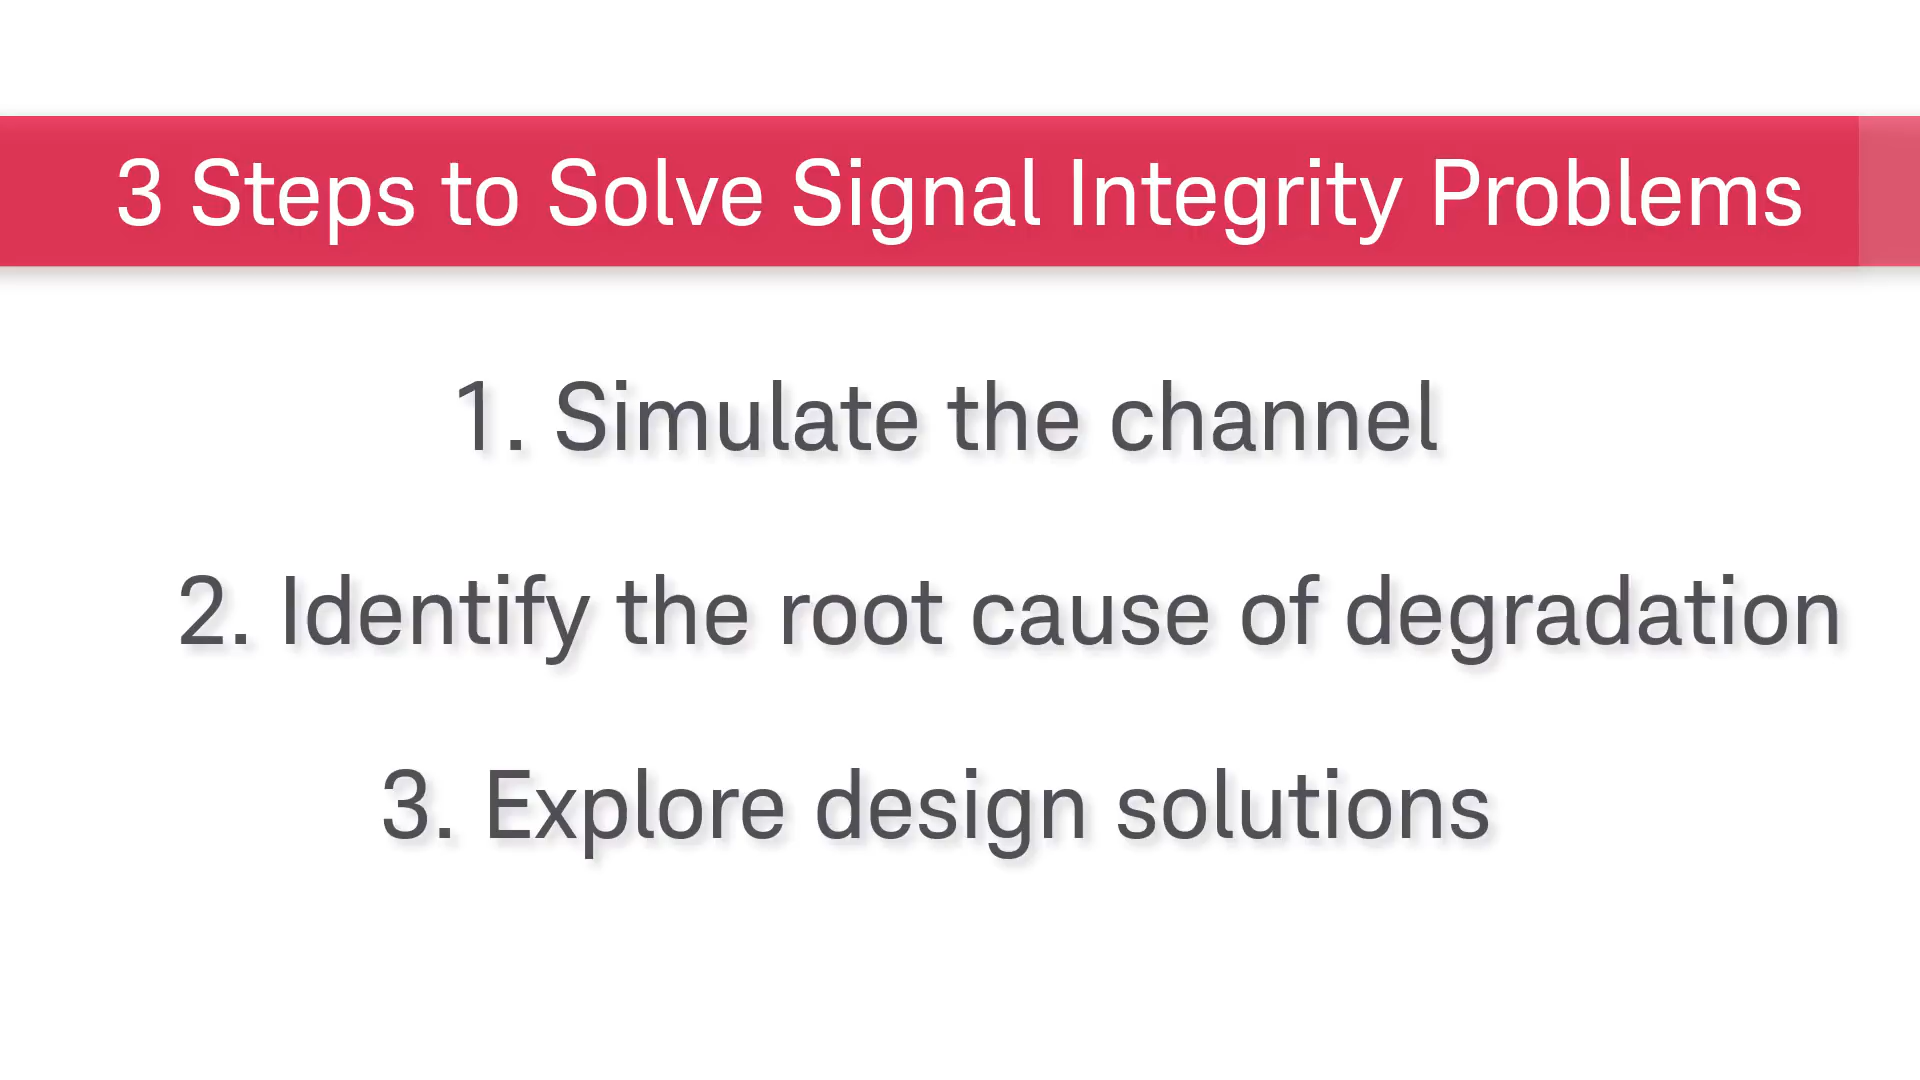 3 Steps to Solve Signal Integrity Problems
1. Simulate the channel
2. Identify the root cause of degradation
3. Explore design solutions